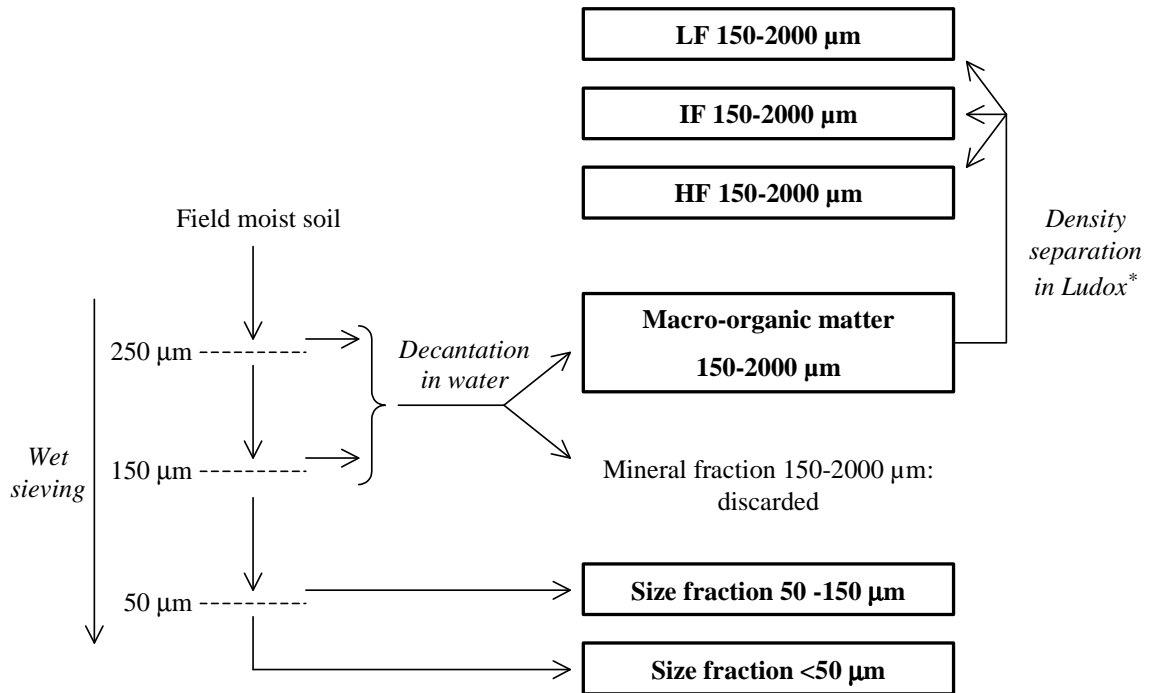 LF 150-2000 µm
IF 150-2000 µm
HF 150-2000 µm
Field moist soil
Density
separation
in Ludox*
Macro-organic matter
150-2000 µm
250 µm
Decantation
in water
Wet
sieving
150 µm
Mineral fraction 150-2000 µm:
discarded
50 µm
Size fraction 50 -150 µm
Size fraction <50 µm